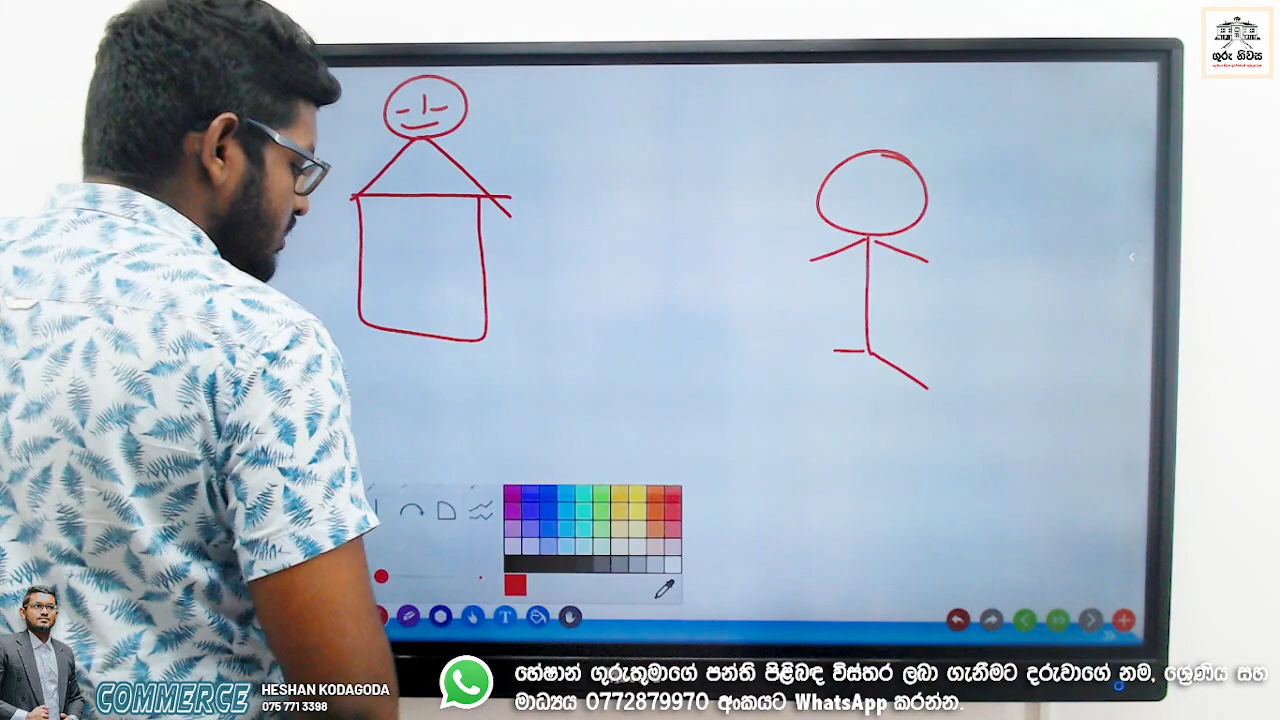 ගුරු නිවස
හේෂාන් ගුරුතුමාගේ පන්ති පිළිබඳ විස්තර ලබා ගැනීමට දරුවාගේ නම, ශ්‍රේණිය සහ
මාධ්‍යය 0772879970 අංකයට WhatsApp කරන්න.
COMMERCE
HESHAN KODAGODA
075 771 3398